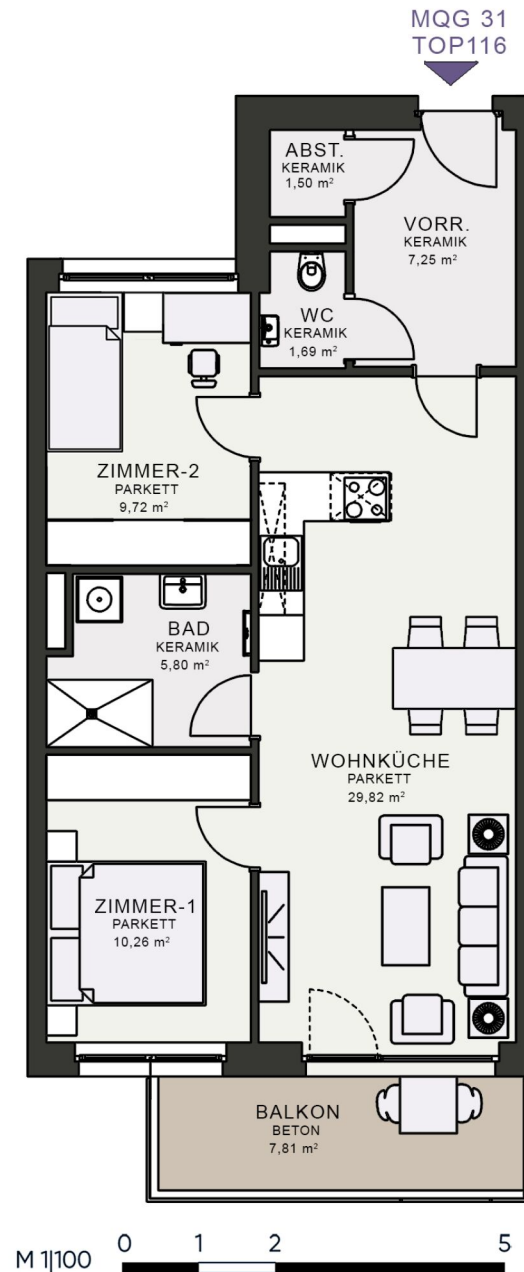 MQG 31
TOP116
ABST.
KERAMIK
1,50 m²
VORR.
KERAMIK
7,25 m²
WC
KERAMIK
1,69 m²
ZIMMER-2
PARKETT
9,72 m²
BAD
KERAMIK
5,80 m²
WOHNKÜCHE
PARKETT
29,82 m²
ZIMMER-1
PARKETT
10,26 m²
BALKON
BETON
7,81 m²
M 1|100 0 1 2 5